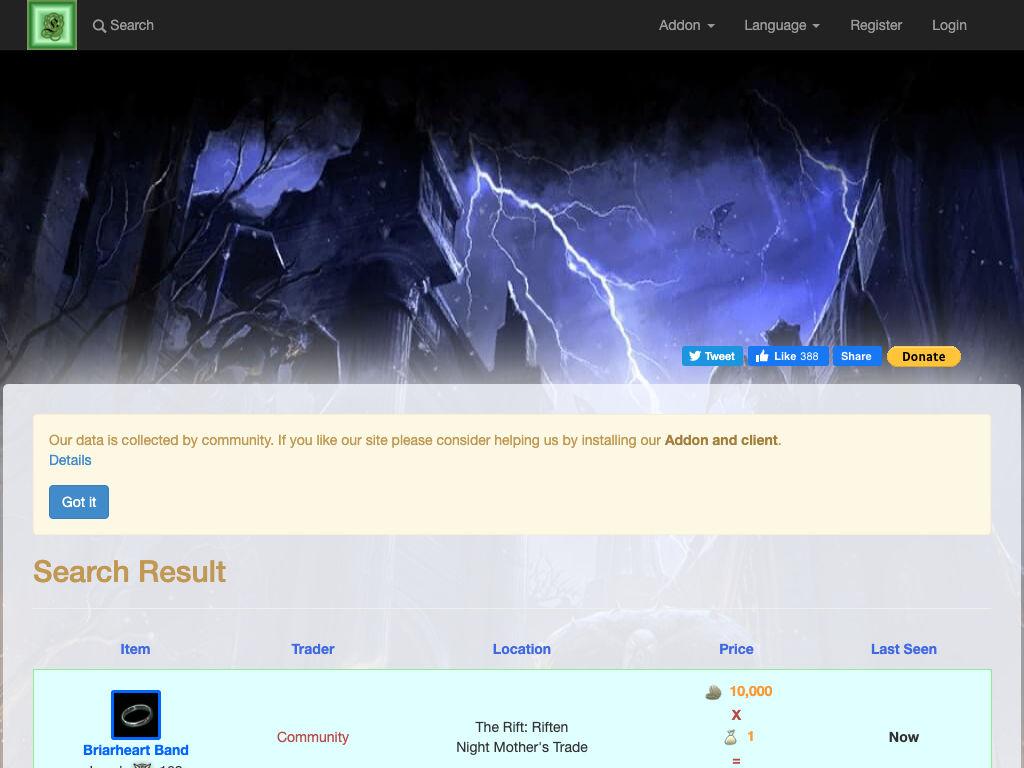 Search
Addon
Language
Register
Login
Tweet
Like 388
Share
Donate
Our data is collected by community. If you like our site please consider helping us by installing our Addon and client.
Details
Got it
Search Result
Item
Trader
Location
Price
Last Seen
10,000
X
1
=
Briarheart Band
Community
The Rift: Riften
Night Mother's Trade
Now